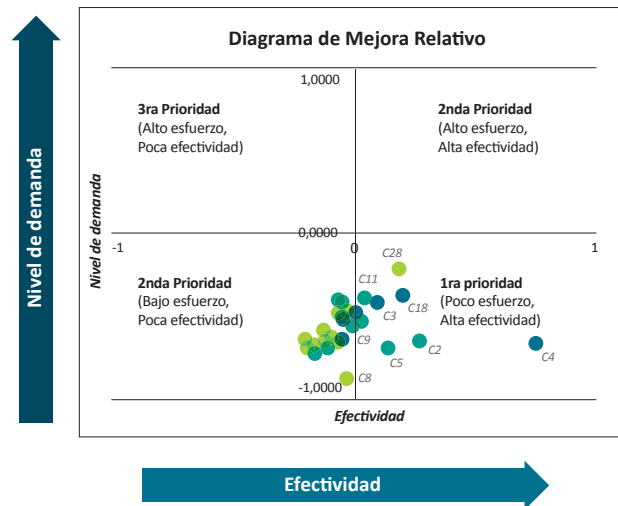 Diagrama de Mejora Relativo
Nivel de demanda
Nivel de demanda
1,0000
3ra Prioridad
(Alto esfuerzo,
Poca efectividad)
2nda Prioridad
(Alto esfuerzo,
Alta efectividad)
0,0000
-1
0
1
C28
C11
2nda Prioridad
(Bajo esfuerzo,
Poca efectividad)
1ra prioridad
(Poco esfuerzo,
Alta efectividad)
C18
C3
C9
C5
C2
C4
C8
-1,0000
Efectividad
Efectividad